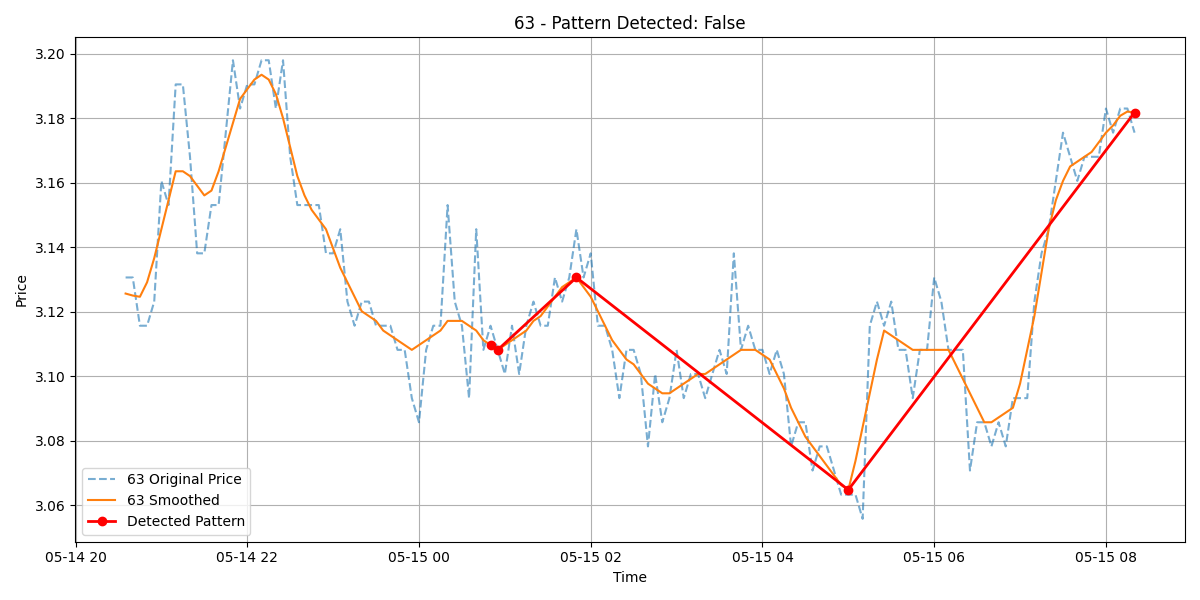 63 - Pattern Detected: False
Price
3.20
3.18
3.16
3.14
3.12
3.10
3.08
3.06
63 Original Price
63 Smoothed
Detected Pattern
05-14 20
05-14 22
05-15 00
05-15 02
05-15 04
05-15 06
05-15 08
Time